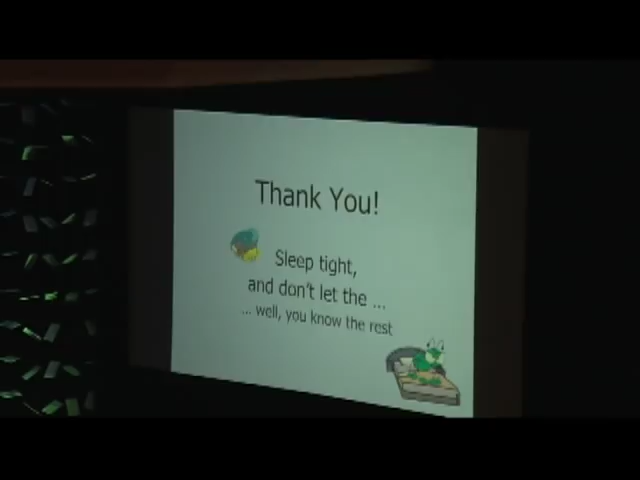 Thank You!
Sleep tight,
and don't let the ...
... well, you know the rest